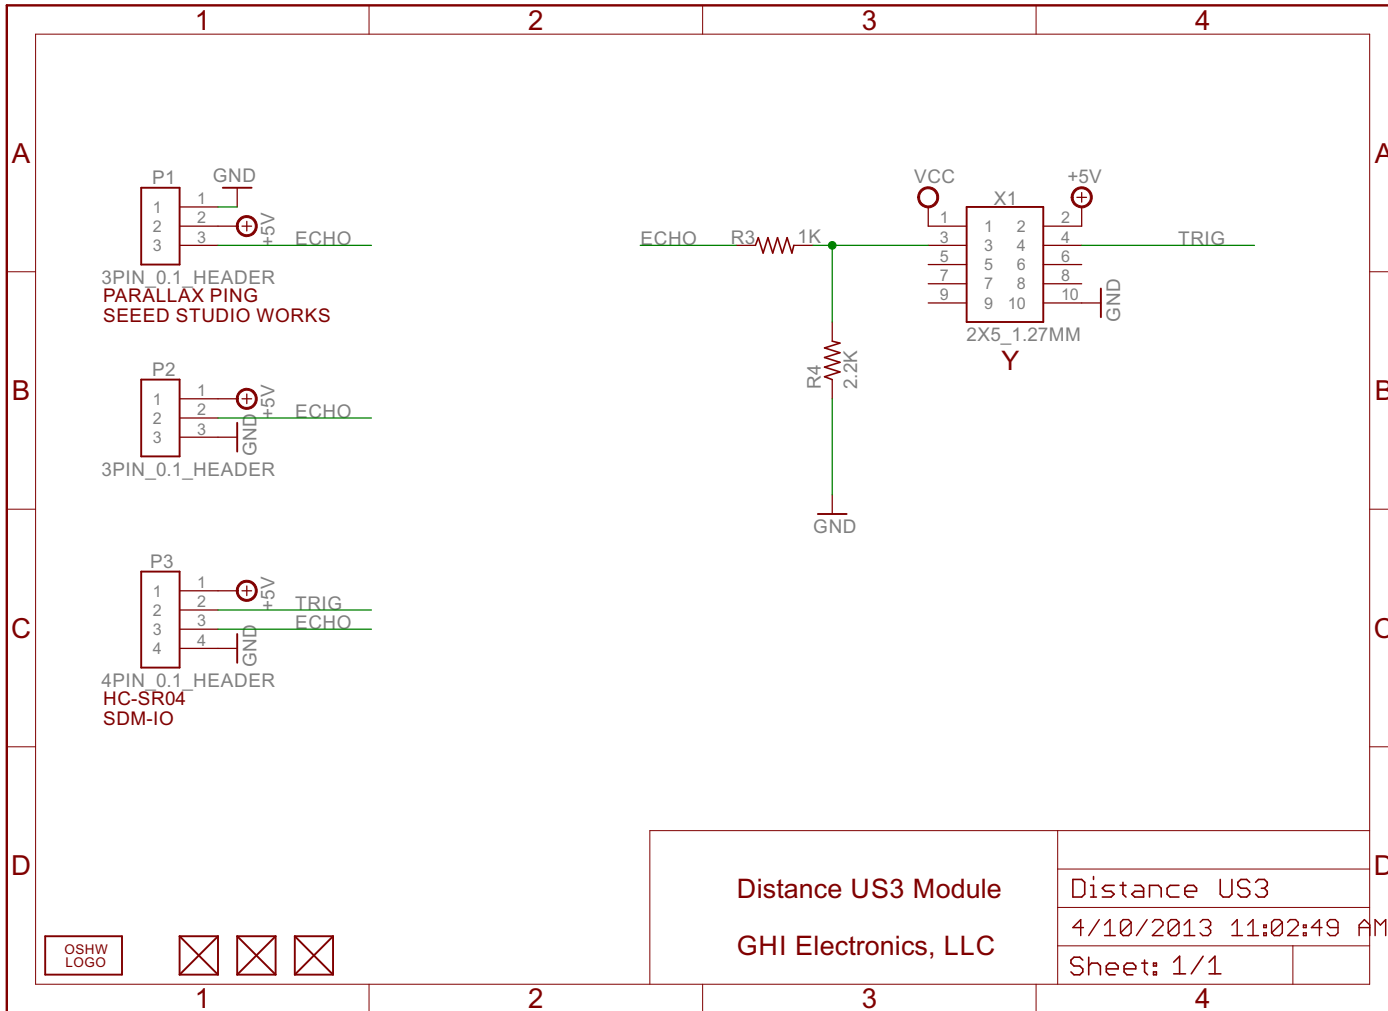 1 2 3 4
A A
P1 GND
1 1
2 2 +5V
3 3 ECHO
3PIN_0.1_HEADER
PARALLAX PING
SEEED STUDIO WORKS
ECHO R3 1K
R4 2.2K
GND
VCC X1 +5V
1 1 2 2
3 3 4 4 TRIG
5 5 6 6
7 7 8 8
9 9 10 10 GND
2X5_1.27MM
Y
B B
P2
1 1 +5V
2 2 ECHO
3 3 GND
3PIN_0.1_HEADER
C C
P3
1 1 +5V
2 2 TRIG
3 3 ECHO
4 4 GND
4PIN_0.1_HEADER
HC-SR04
SDM-IO
D D
Distance US3 Module
GHI Electronics, LLC
Distance US3
4/10/2013 11:02:49 AM
Sheet: 1/1
OSHW
LOGO
1 2 3 4